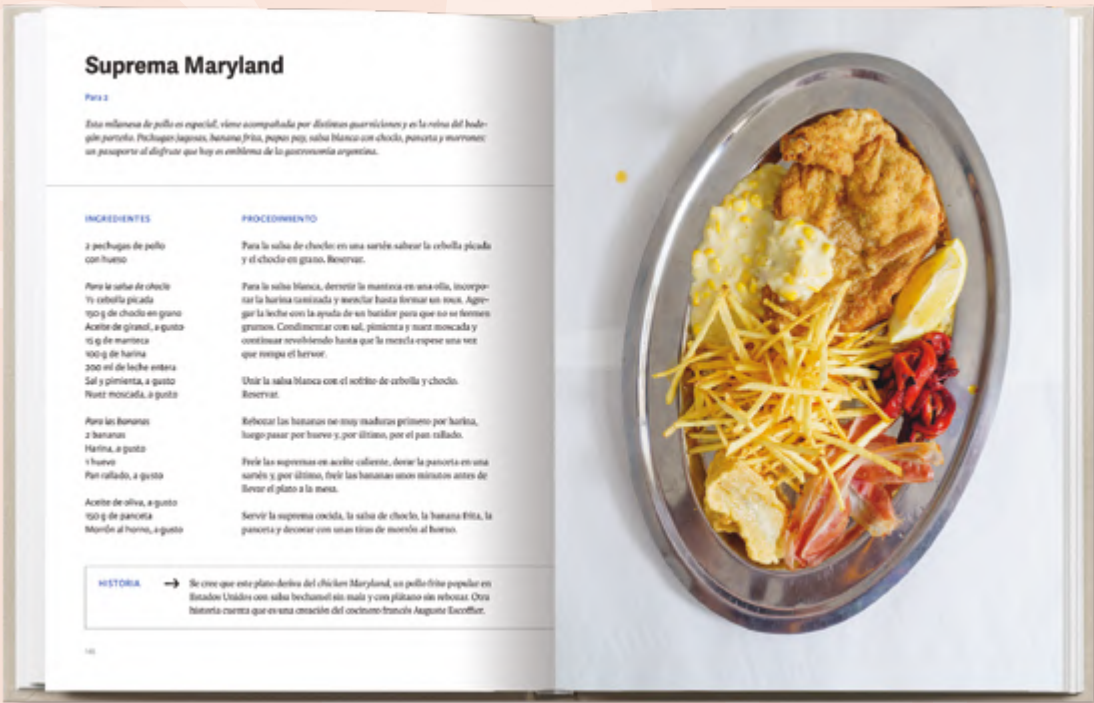 Suprema Maryland
Para 2
Esta milanesa de pollo es especial, viene acompañada por distintas guarniciones y es la reina del bode-
gón porteño. Pechugas jugosas, banana frita, papas pay, salsa blanca con choclo, panceta y morrones:
un pasaporte al disfrute que hoy es emblema de la gastronomía argentina.
INGREDIENTES
2 pechugas de pollo
con hueso
Para la salsa de choclo
½ cebolla picada
150 g de choclo en grano
Aceite de girasol, a gusto
15 g de manteca
100 g de harina
200 ml de leche entera
Sal y pimienta, a gusto
Nuez moscada, a gusto
Para las bananas
2 bananas
Harina, a gusto
1 huevo
Pan rallado, a gusto
Aceite de oliva, a gusto
150 g de panceta
Morrón al horno, a gusto
PROCEDIMIENTO
Para la salsa de choclo: en una sartén saltear la cebolla picada
y el choclo en grano. Reservar.
Para la salsa blanca, derretir la manteca en una olla, incorpo-
rar la harina tamizada y mezclar hasta formar un roux. Agre-
gar la leche con la ayuda de un batidor para que no se formen
grumos. Condimentar con sal, pimienta y nuez moscada y
continuar revolviendo hasta que la mezcla espese una vez
que rompa el hervor.
Unir la salsa blanca con el sofrito de cebolla y choclo.
Reservar.
Rebozar las bananas no muy maduras primero por harina,
luego pasar por huevo y, por último, por el pan rallado.
Freír las supremas en aceite caliente, dorar la panceta en una
sartén y, por último, freír las bananas unos minutos antes de
llevar el plato a la mesa.
Servir la suprema cocida, la salsa de choclo, la banana frita, la
panceta y decorar con unas tiras de morrón al horno.
HISTORIA → Se cree que este plato deriva del chicken Maryland, un pollo frito popular en
Estados Unidos con salsa bechamel sin maíz y con plátano sin rebozar. Otra
historia cuenta que es una creación del cocinero francés Auguste Escoffier.